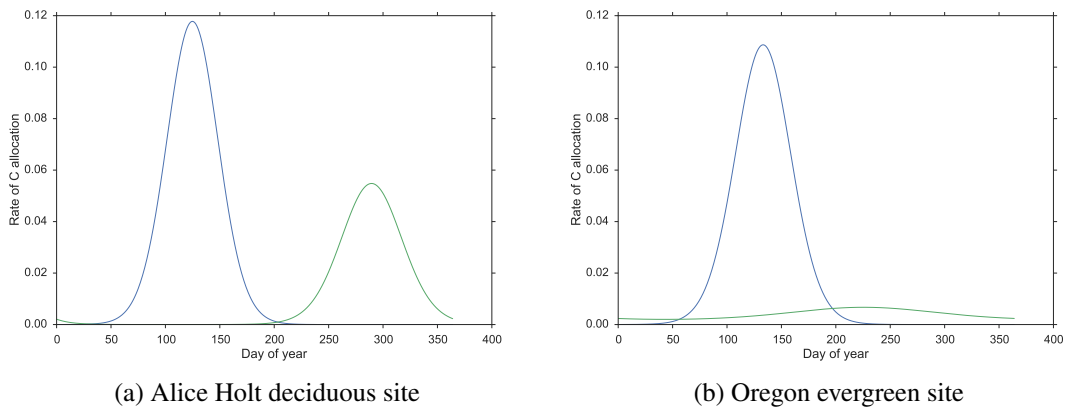 0.12
0.10
0.08
0.06
0.04
0.02
0.00
Rate of C allocation
0 50 100 150 200 250 300 350 400
Day of year
(a) Alice Holt deciduous site
0.12
0.10
0.08
0.06
0.04
0.02
0.00
Rate of C allocation
0 50 100 150 200 250 300 350 400
Day of year
(b) Oregon evergreen site